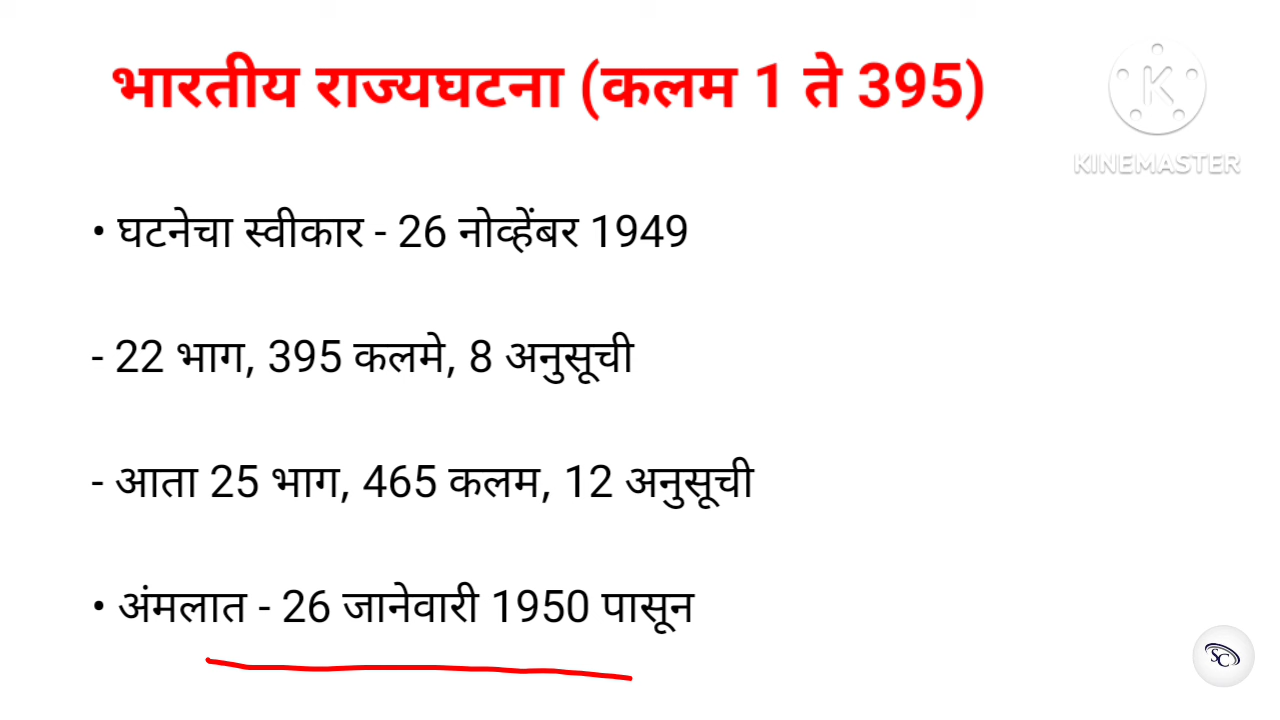 भारतीय राज्यघटना (कलम 1 ते 395)
KINEMASTER
• घटनेचा स्वीकार - 26 नोव्हेंबर 1949
- 22 भाग, 395 कलमे, 8 अनुसूची
- आता 25 भाग, 465 कलम, 12 अनुसूची
• अंमलात - 26 जानेवारी 1950 पासून
SC